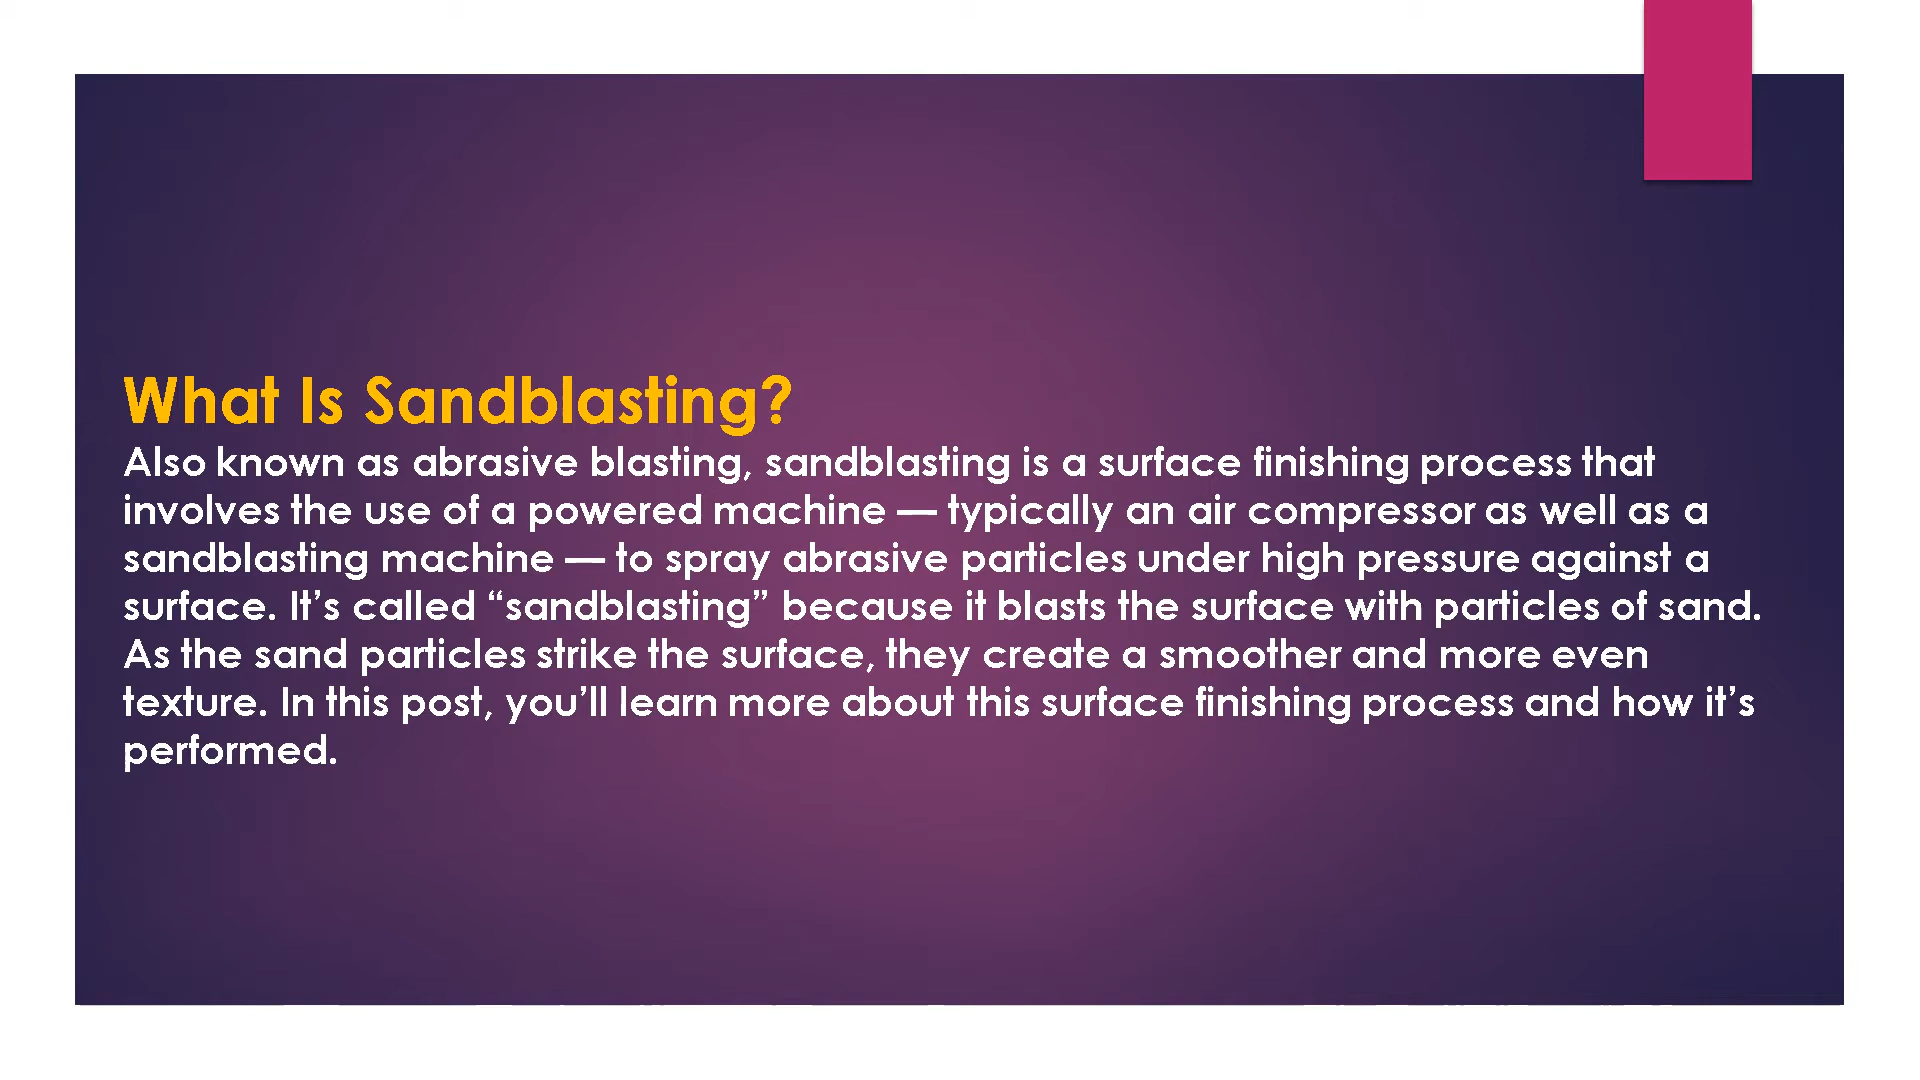 What Is Sandblasting?
Also known as abrasive blasting, sandblasting is a surface finishing process that
involves the use of a powered machine — typically an air compressor as well as a
sandblasting machine — to spray abrasive particles under high pressure against a
surface. It’s called “sandblasting” because it blasts the surface with particles of sand.
As the sand particles strike the surface, they create a smoother and more even
texture. In this post, you’ll learn more about this surface finishing process and how it’s
performed.